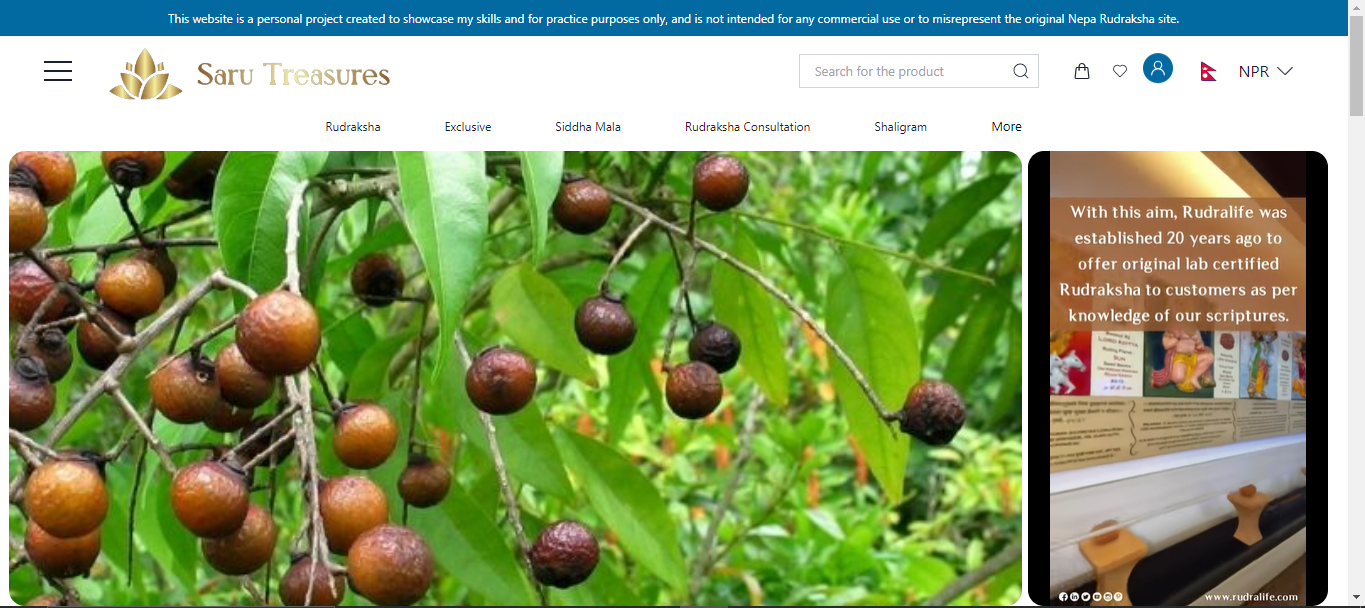 This website is a personal project created to showcase my skills and for practice purposes only, and is not intended for any commercial use or to misrepresent the original Nepa Rudraksha site.
Saru Treasures
Search for the product
NPR
Rudraksha
Exclusive
Siddha Mala
Rudraksha Consultation
Shaligram
More
With this aim, Rudralife was
established 20 years ago to
offer original lab certified
Rudraksha to customers as per
knowledge of our scriptures.
www.rudralife.com